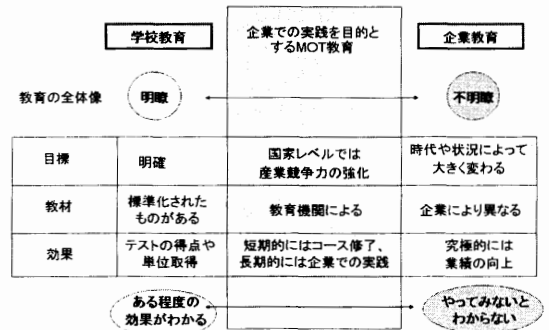 学校教育
企業での実践を目的と
するMOT教育
企業教育
教育の全体像
明瞭
不明瞭
目標
明確
国家レベルでは
産業競争力の強化
時代や状況によって
大きく変わる
教材
標準化された
ものがある
教育機関による
企業により異なる
効果
テストの得点や
単位取得
短期的にはコース修了、
長期的には企業での実践
究極的には
業績の向上
ある程度の
効果がわかる
やってみないと
わからない